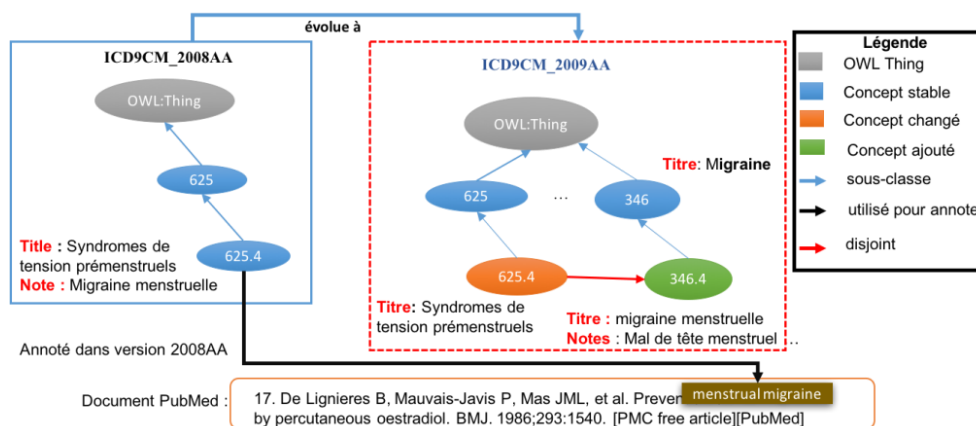 évolue à
ICD9CM_2008AA
OWL:Thing
625
625.4
Title : Syndromes de
tension prémenstruels
Note : Migraine menstruelle
ICD9CM_2009AA
OWL:Thing
Titre: Migraine
625
...
346
625.4
346.4
Titre: Syndromes de
tension prémenstruels
Titre : migraine menstruelle
Notes : Mal de tête menstruel ...
Légende
OWL Thing
Concept stable
Concept changé
Concept ajouté
sous-classe
utilisé pour annote
disjoint
Annoté dans version 2008AA
Document PubMed :
17. De Lignieres B, Mauvais-Javis P, Mas JML, et al. Preven
menstrual migraine
by percutaneous oestradiol. BMJ. 1986;293:1540. [PMC free article][PubMed]